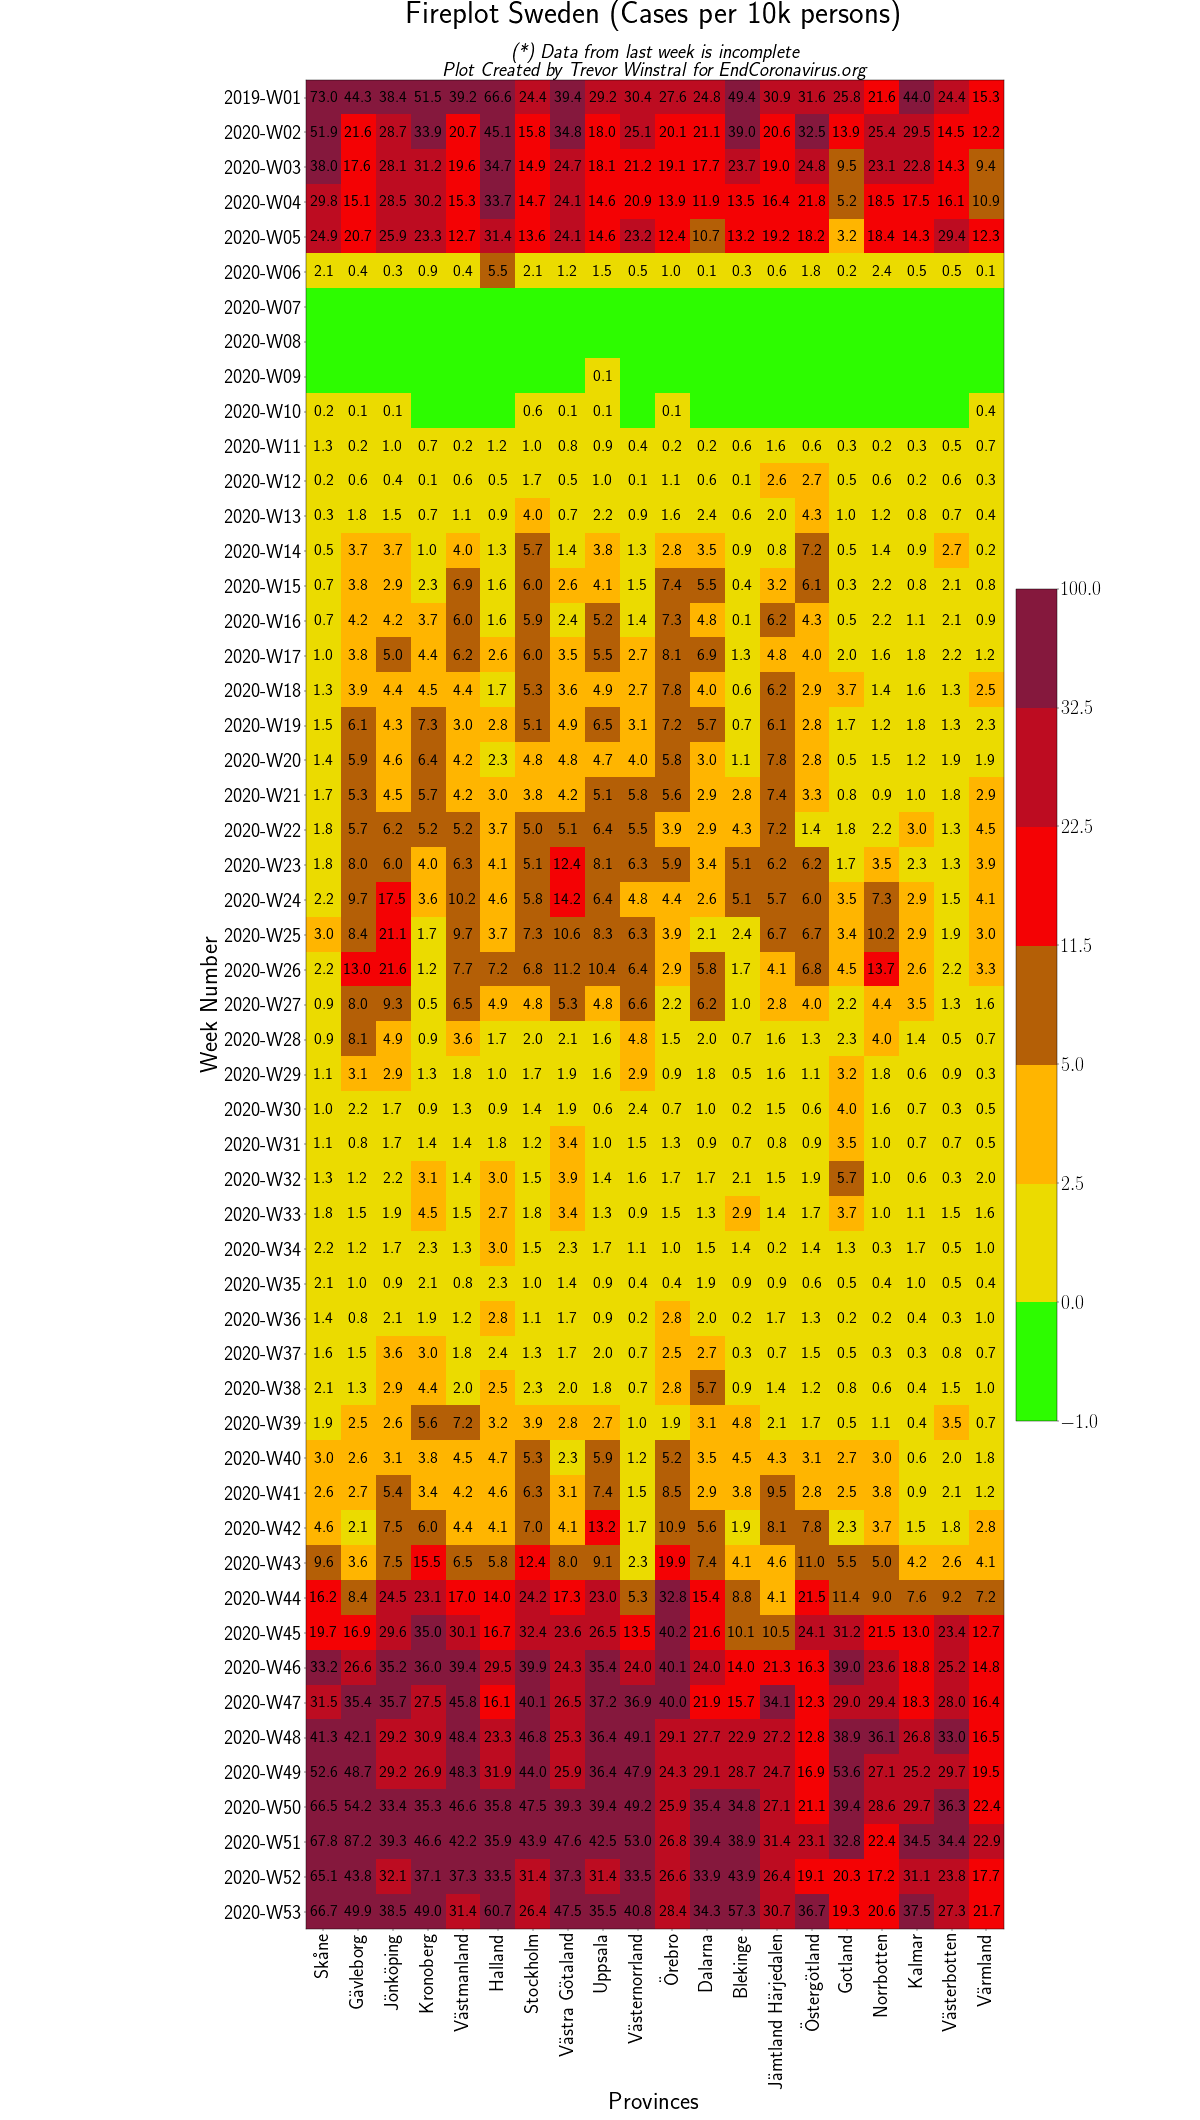 Fireplot Sweden (Cases per 10k persons)
(*) Data from last week is incomplete
Plot Created by Trevor Winstral for EndCoronavirus.org
2019-W01 73.0 44.3 38.4 51.5 39.2 66.6 24.4 39.4 29.2 30.4 27.6 24.8 49.4 30.9 31.6 25.8 21.6 44.0 24.4 15.3
2020-W02 51.9 21.6 28.7 33.9 20.7 45.1 15.8 34.8 18.0 25.1 20.1 21.1 39.0 20.6 32.5 13.9 25.4 29.5 14.5 12.2
2020-W03 38.0 17.6 28.1 31.2 19.6 34.7 14.9 24.7 18.1 21.2 19.1 17.7 23.7 19.0 24.8 9.5 23.1 22.8 14.3 9.4
2020-W04 29.8 15.1 28.5 30.2 15.3 33.7 14.7 24.1 14.6 20.9 13.9 11.9 13.5 16.4 21.8 5.2 18.5 17.5 16.1 10.9
2020-W05 24.9 20.7 25.9 23.3 12.7 31.4 13.6 24.1 14.6 23.2 12.4 10.7 13.2 19.2 18.2 3.2 18.4 14.3 29.4 12.3
2020-W06 2.1 0.4 0.3 0.9 0.4 5.5 2.1 1.2 1.5 0.5 1.0 0.1 0.3 0.6 1.8 0.2 2.4 0.5 0.5 0.1
2020-W07
2020-W08
2020-W09 0.1
2020-W10 0.2 0.1 0.1 0.6 0.1 0.1 0.1 0.4
2020-W11 1.3 0.2 1.0 0.7 0.2 1.2 1.0 0.8 0.9 0.4 0.2 0.2 0.6 1.6 0.6 0.3 0.2 0.3 0.5 0.7
2020-W12 0.2 0.6 0.4 0.1 0.6 0.5 1.7 0.5 1.0 0.1 1.1 0.6 0.1 2.6 2.7 0.5 0.6 0.2 0.6 0.3
2020-W13 0.3 1.8 1.5 0.7 1.1 0.9 4.0 0.7 2.2 0.9 1.6 2.4 0.6 2.0 4.3 1.0 1.2 0.8 0.7 0.4
2020-W14 0.5 3.7 3.7 1.0 4.0 1.3 5.7 1.4 3.8 1.3 2.8 3.5 0.9 0.8 7.2 0.5 1.4 0.9 2.7 0.2
2020-W15 0.7 3.8 2.9 2.3 6.9 1.6 6.0 2.6 4.1 1.5 7.4 5.5 0.4 3.2 6.1 0.3 2.2 0.8 2.1 0.8
2020-W16 0.7 4.2 4.2 3.7 6.0 1.6 5.9 2.4 5.2 1.4 7.3 4.8 0.1 6.2 4.3 0.5 2.2 1.1 2.1 0.9
2020-W17 1.0 3.8 5.0 4.4 6.2 2.6 6.0 3.5 5.5 2.7 8.1 6.9 1.3 4.8 4.0 2.0 1.6 1.8 2.2 1.2
2020-W18 1.3 3.9 4.4 4.5 4.4 1.7 5.3 3.6 4.9 2.7 7.8 4.0 0.6 6.2 2.9 3.7 1.4 1.6 1.3 2.5
2020-W19 1.5 6.1 4.3 7.3 3.0 2.8 5.1 4.9 6.5 3.1 7.2 5.7 0.7 6.1 2.8 1.7 1.2 1.8 1.3 2.3
2020-W20 1.4 5.9 4.6 6.4 4.2 2.3 4.8 4.8 4.7 4.0 5.8 3.0 1.1 7.8 2.8 0.5 1.5 1.2 1.9 1.9
2020-W21 1.7 5.3 4.5 5.7 4.2 3.0 3.8 4.2 5.1 5.8 5.6 2.9 2.8 7.4 3.3 0.8 0.9 1.0 1.8 2.9
2020-W22 1.8 5.7 6.2 5.2 5.2 3.7 5.0 5.1 6.4 5.5 3.9 2.9 4.3 7.2 1.4 1.8 2.2 3.0 1.3 4.5
2020-W23 1.8 8.0 6.0 4.0 6.3 4.1 5.1 12.4 8.1 6.3 5.9 3.4 5.1 6.2 6.2 1.7 3.5 2.3 1.3 3.9
2020-W24 2.2 9.7 17.5 3.6 10.2 4.6 5.8 14.2 6.4 4.8 4.4 2.6 5.1 5.7 6.0 3.5 7.3 2.9 1.5 4.1
2020-W25 3.0 8.4 21.1 1.7 9.7 3.7 7.3 10.6 8.3 6.3 3.9 2.1 2.4 6.7 6.7 3.4 10.2 2.9 1.9 3.0
2020-W26 2.2 13.0 21.6 1.2 7.7 7.2 6.8 11.2 10.4 6.4 2.9 5.8 1.7 4.1 6.8 4.5 13.7 2.6 2.2 3.3
2020-W27 0.9 8.0 9.3 0.5 6.5 4.9 4.8 5.3 4.8 6.6 2.2 6.2 1.0 2.8 4.0 2.2 4.4 3.5 1.3 1.6
2020-W28 0.9 8.1 4.9 0.9 3.6 1.7 2.0 2.1 1.6 4.8 1.5 2.0 0.7 1.6 1.3 2.3 4.0 1.4 0.5 0.7
2020-W29 1.1 3.1 2.9 1.3 1.8 1.0 1.7 1.9 1.6 2.9 0.9 1.8 0.5 1.6 1.1 3.2 1.8 0.6 0.9 0.3
2020-W30 1.0 2.2 1.7 0.9 1.3 0.9 1.4 1.9 0.6 2.4 0.7 1.0 0.2 1.5 0.6 4.0 1.6 0.7 0.3 0.5
2020-W31 1.1 0.8 1.7 1.4 1.4 1.8 1.2 3.4 1.0 1.5 1.3 0.9 0.7 0.8 0.9 3.5 1.0 0.7 0.7 0.5
2020-W32 1.3 1.2 2.2 3.1 1.4 3.0 1.5 3.9 1.4 1.6 1.7 1.7 2.1 1.5 1.9 5.7 1.0 0.6 0.3 2.0
2020-W33 1.8 1.5 1.9 4.5 1.5 2.7 1.8 3.4 1.3 0.9 1.5 1.3 2.9 1.4 1.7 3.7 1.0 1.1 1.5 1.6
2020-W34 2.2 1.2 1.7 2.3 1.3 3.0 1.5 2.3 1.7 1.1 1.0 1.5 1.4 0.2 1.4 1.3 0.3 1.7 0.5 1.0
2020-W35 2.1 1.0 0.9 2.1 0.8 2.3 1.0 1.4 0.9 0.4 0.4 1.9 0.9 0.9 0.6 0.5 0.4 1.0 0.5 0.4
2020-W36 1.4 0.8 2.1 1.9 1.2 2.8 1.1 1.7 0.9 0.2 2.8 2.0 0.2 1.7 1.3 0.2 0.2 0.4 0.3 1.0
2020-W37 1.6 1.5 3.6 3.0 1.8 2.4 1.3 1.7 2.0 0.7 2.5 2.7 0.3 0.7 1.5 0.5 0.3 0.3 0.8 0.7
2020-W38 2.1 1.3 2.9 4.4 2.0 2.5 2.3 2.0 1.8 0.7 2.8 5.7 0.9 1.4 1.2 0.8 0.6 0.4 1.5 1.0
2020-W39 1.9 2.5 2.6 5.6 7.2 3.2 3.9 2.8 2.7 1.0 1.9 3.1 4.8 2.1 1.7 0.5 1.1 0.4 3.5 0.7
2020-W40 3.0 2.6 3.1 3.8 4.5 4.7 5.3 2.3 5.9 1.2 5.2 3.5 4.5 4.3 3.1 2.7 3.0 0.6 2.0 1.8
2020-W41 2.6 2.7 5.4 3.4 4.2 4.6 6.3 3.1 7.4 1.5 8.5 2.9 3.8 9.5 2.8 2.5 3.8 0.9 2.1 1.2
2020-W42 4.6 2.1 7.5 6.0 4.4 4.1 7.0 4.1 13.2 1.7 10.9 5.6 1.9 8.1 7.8 2.3 3.7 1.5 1.8 2.8
2020-W43 9.6 3.6 7.5 15.5 6.5 5.8 12.4 8.0 9.1 2.3 19.9 7.4 4.1 4.6 11.0 5.5 5.0 4.2 2.6 4.1
2020-W44 16.2 8.4 24.5 23.1 17.0 14.0 24.2 17.3 23.0 5.3 32.8 15.4 8.8 4.1 21.5 11.4 9.0 7.6 9.2 7.2
2020-W45 19.7 16.9 29.6 35.0 30.1 16.7 32.4 23.6 26.5 13.5 40.2 21.6 10.1 10.5 24.1 31.2 21.5 13.0 23.4 12.7
2020-W46 33.2 26.6 35.2 36.0 39.4 29.5 39.9 24.3 35.4 24.0 40.1 24.0 14.0 21.3 16.3 39.0 23.6 18.8 25.2 14.8
2020-W47 31.5 35.4 35.7 27.5 45.8 16.1 40.1 26.5 37.2 36.9 40.0 21.9 15.7 34.1 12.3 29.0 29.4 18.3 28.0 16.4
2020-W48 41.3 42.1 29.2 30.9 48.4 23.3 46.8 25.3 36.4 49.1 29.1 27.7 22.9 27.2 12.8 38.9 36.1 26.8 33.0 16.5
2020-W49 52.6 48.7 29.2 26.9 48.3 31.9 44.0 25.9 36.4 47.9 24.3 29.1 28.7 24.7 16.9 53.6 27.1 25.2 29.7 19.5
2020-W50 66.5 54.2 33.4 35.3 46.6 35.8 47.5 39.3 39.4 49.2 25.9 35.4 34.8 27.1 21.1 39.4 28.6 29.7 36.3 22.4
2020-W51 67.8 87.2 39.3 46.6 42.2 35.9 43.9 47.6 42.5 53.0 26.8 39.4 38.9 31.4 23.1 32.8 22.4 34.5 34.4 22.9
2020-W52 65.1 43.8 32.1 37.1 37.3 33.5 31.4 37.3 31.4 33.5 26.6 33.9 43.9 26.4 19.1 20.3 17.2 31.1 23.8 17.7
2020-W53 66.7 49.9 38.5 49.0 31.4 60.7 26.4 47.5 35.5 40.8 28.4 34.3 57.3 30.7 36.7 19.3 20.6 37.5 27.3 21.7
Week Number
Skåne
Gävleborg
Jönköping
Kronoberg
Västmanland
Halland
Stockholm
Västra Götaland
Uppsala
Västernorrland
Örebro
Dalarna
Blekinge
Jämtland Härjedalen
Östergötland
Gotland
Norrbotten
Kalmar
Västerbotten
Värmland
Provinces
100.0
32.5
22.5
11.5
5.0
2.5
0.0
−1.0